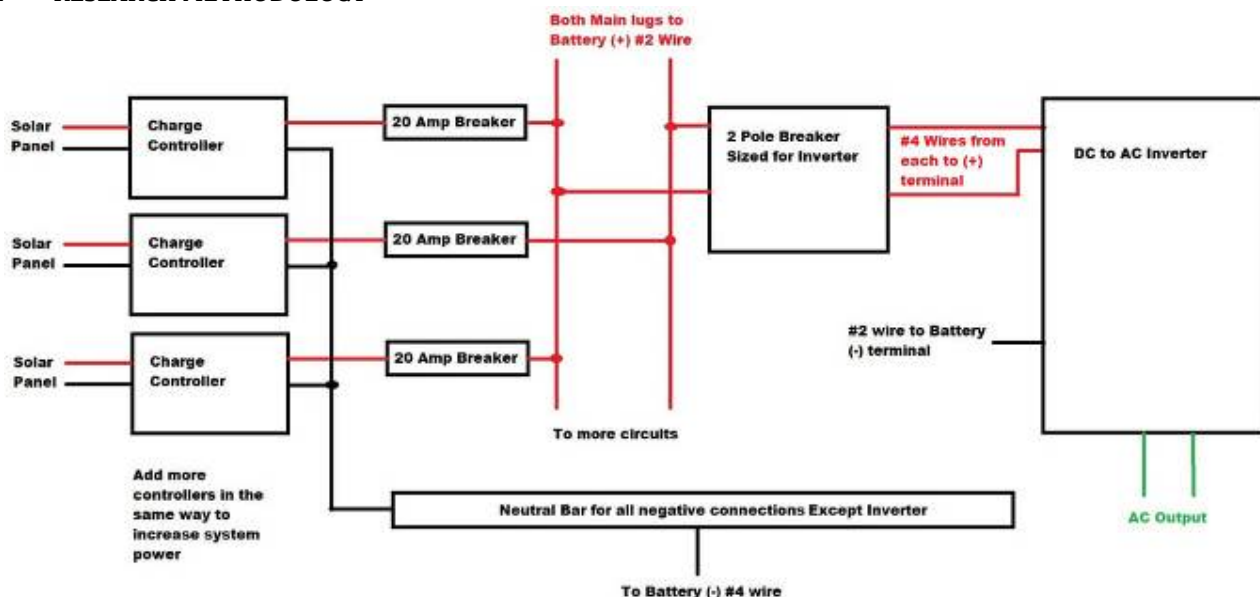 RESEARCH METHODOLOGY
Both Main lugs to
Battery (+) #2 Wire
Solar
Panel
Charge
Controller
20 Amp Breaker
2 Pole Breaker
Sized for Inverter
#4 Wires from
each to (+)
terminal
DC to AC Inverter
Solar
Panel
Charge
Controller
20 Amp Breaker
#2 wire to Battery
(-) terminal
Solar
Panel
Charge
Controller
20 Amp Breaker
To more circuits
Add more
controllers in the
same way to
increase system
power
Neutral Bar for all negative connections Except Inverter
AC Output
To Battery (-) #4 wire